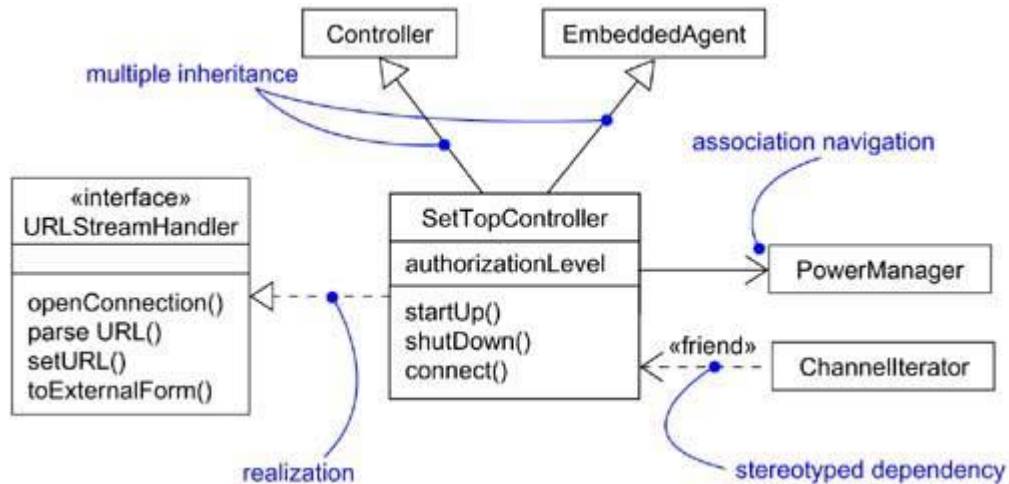 Controller
EmbeddedAgent
multiple inheritance
association navigation
«interface»
URLStreamHandler
openConnection()
parse URL()
setURL()
toExternalForm()
SetTopController
authorizationLevel
startUp()
shutDown()
connect()
PowerManager
«friend»
ChannelIterator
realization
stereotyped dependency